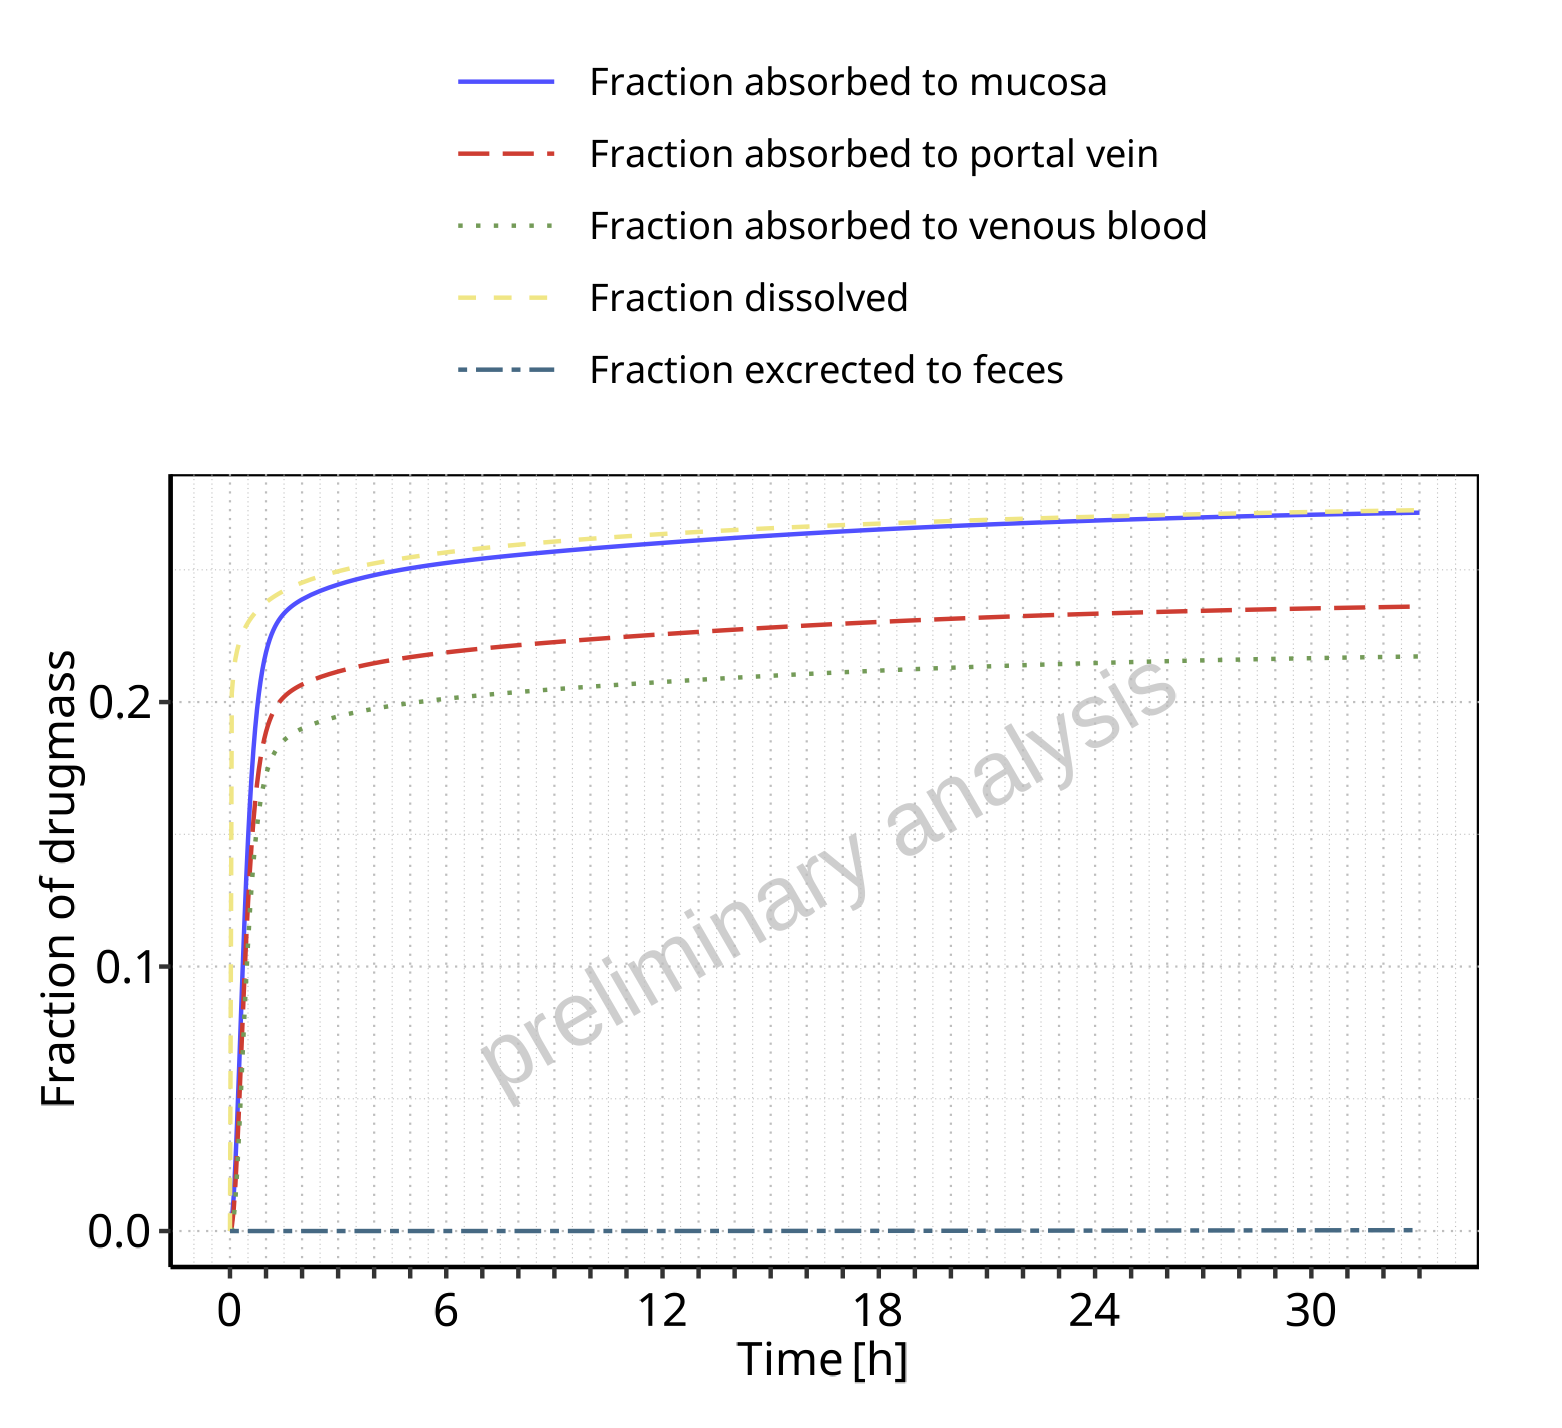 Fraction absorbed to mucosa
Fraction absorbed to portal vein
Fraction absorbed to venous blood
Fraction dissolved
Fraction excrected to feces
Fraction of drugmass
0.2
0.1
0.0
preliminary analysis
0 6 12 18 24 30
Time [h]